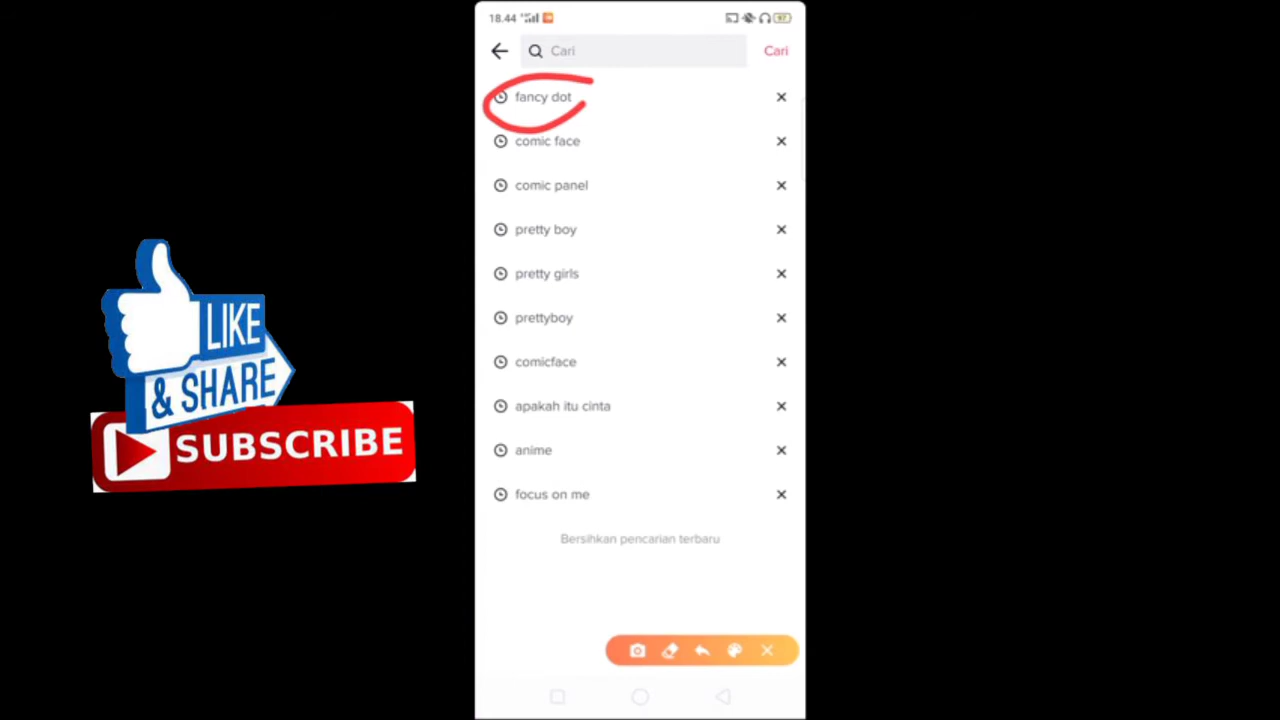 18.44
Cari
Cari
fancy dot
comic face
comic panel
pretty boy
pretty girls
prettyboy
comicface
apakah itu cinta
anime
focus on me
Bersihkan pencarian terbaru
LIKE
& SHARE
SUBSCRIBE